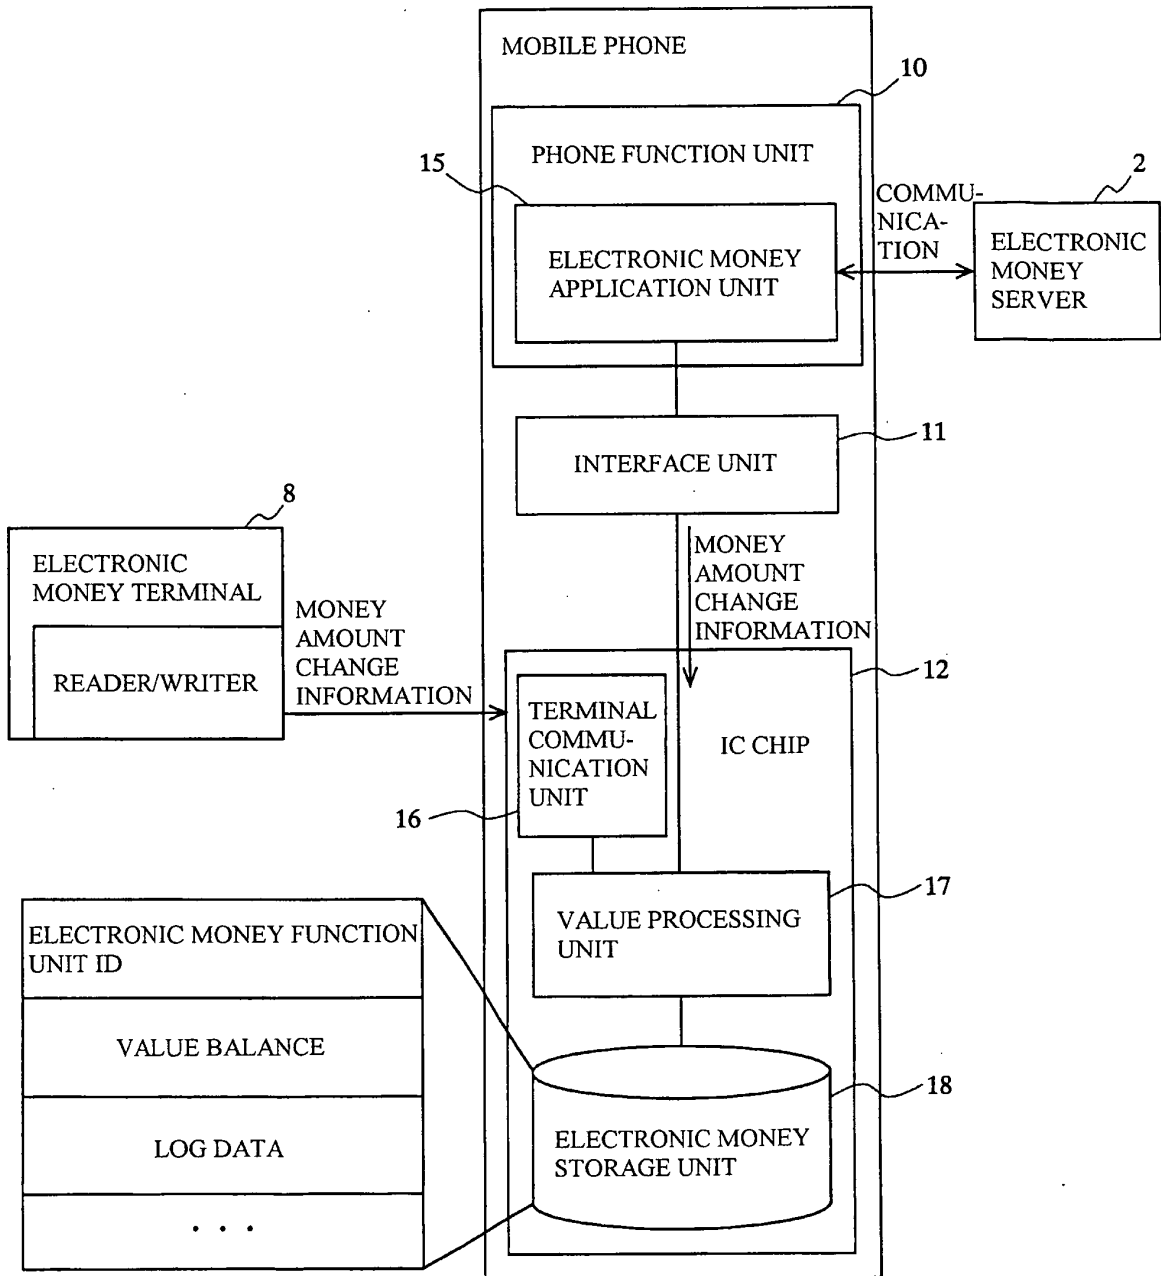 MOBILE PHONE
10
PHONE FUNCTION UNIT
15
ELECTRONIC MONEY
APPLICATION UNIT
COMMU-
NICA-
TION
2
ELECTRONIC
MONEY
SERVER
INTERFACE UNIT
11
8
ELECTRONIC
MONEY TERMINAL
READER/WRITER
MONEY
AMOUNT
CHANGE
INFORMATION
MONEY
AMOUNT
CHANGE
INFORMATION
12
TERMINAL
COMMU-
NICATION
UNIT
IC CHIP
16
VALUE PROCESSING
UNIT
17
ELECTRONIC MONEY FUNCTION
UNIT ID
VALUE BALANCE
LOG DATA
· · ·
ELECTRONIC MONEY
STORAGE UNIT
18